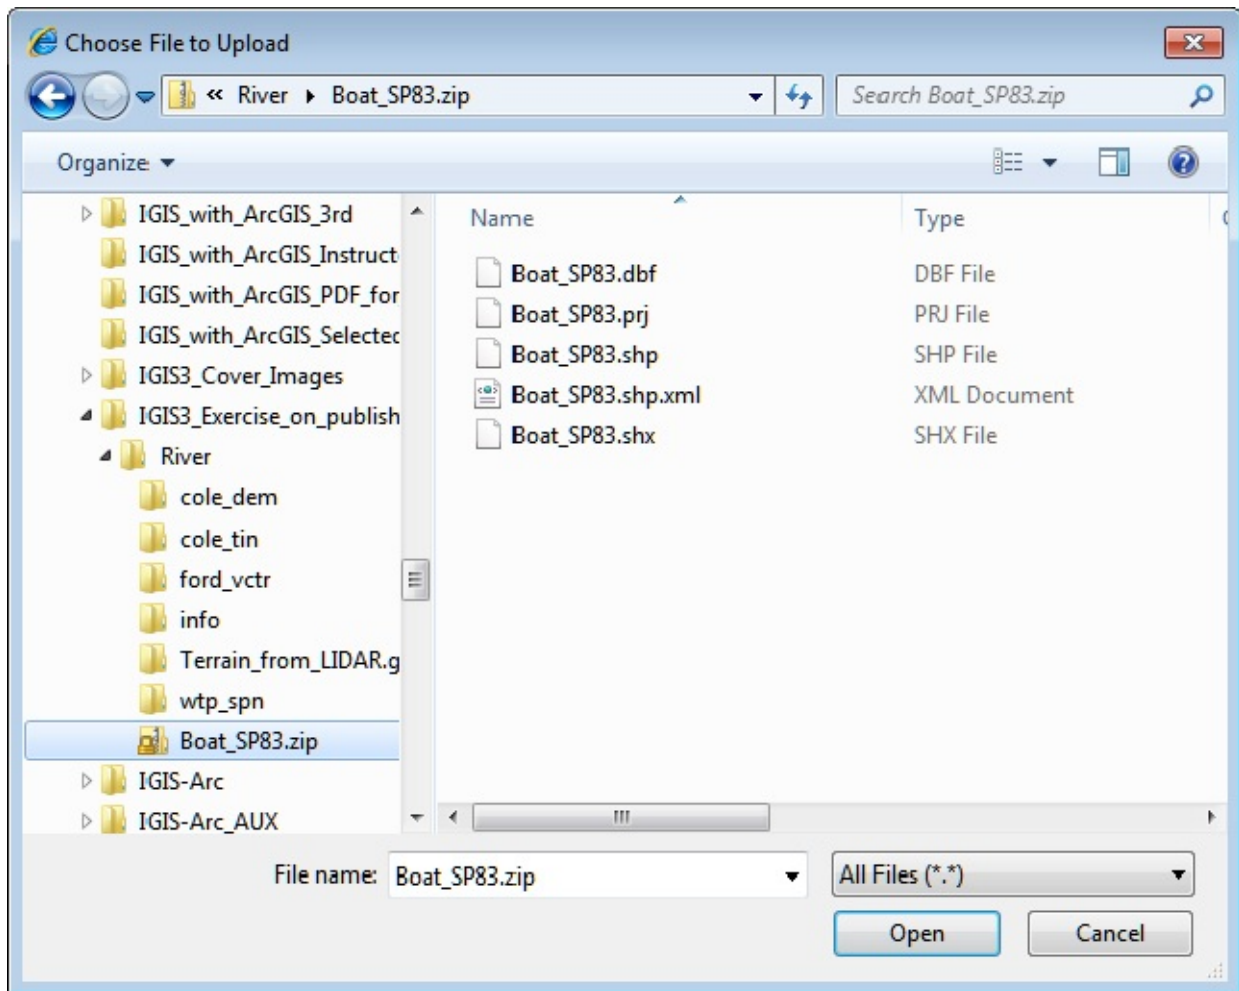 Choose File to Upload
« River Boat_SP83.zip
Search Boat_SP83.zip
Organize
IGIS_with_ArcGIS_3rd
IGIS_with_ArcGIS_Instruct
IGIS_with_ArcGIS_PDF_for
IGIS_with_ArcGIS_Selected
IGIS3_Cover_Images
IGIS3_Exercise_on_publish
River
cole_dem
cole_tin
ford_vctr
info
Terrain_from_LIDAR.g
wtp_spn
Boat_SP83.zip
IGIS-Arc
IGIS-Arc_AUX
Name Type
Boat_SP83.dbf DBF File
Boat_SP83.prj PRJ File
Boat_SP83.shp SHP File
Boat_SP83.shp.xml XML Document
Boat_SP83.shx SHX File
File name: Boat_SP83.zip All Files (*.*)
Open Cancel